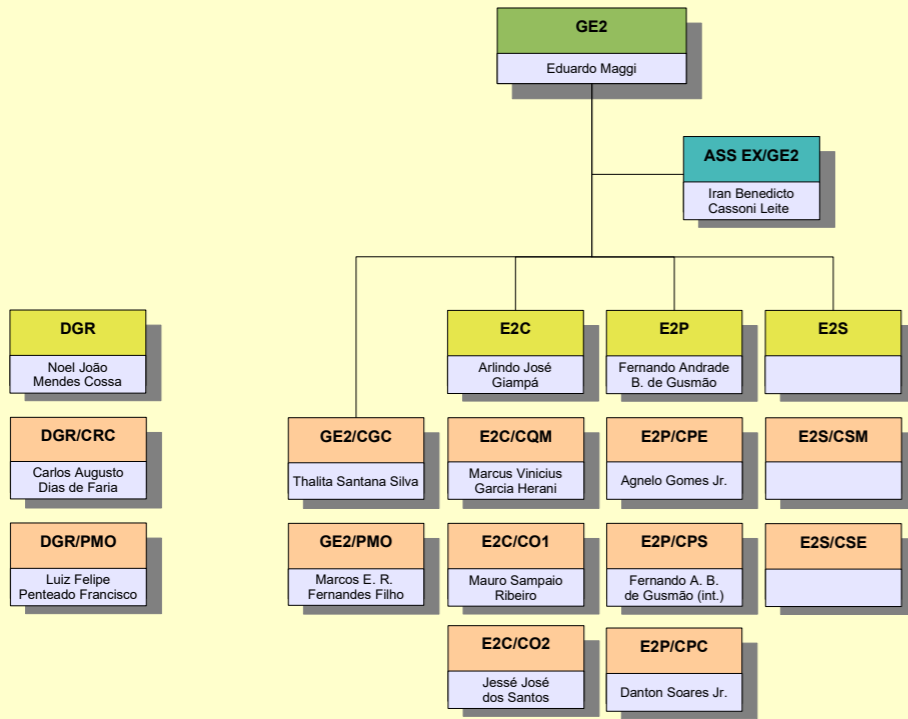 GE2
Eduardo Maggi
ASS EX/GE2
Iran Benedicto
Cassoni Leite
DGR
Noel João
Mendes Cossa
E2C
Arlindo José
Giampá
E2P
Fernando Andrade
B. de Gusmão
E2S
DGR/CRC
Carlos Augusto
Dias de Faria
GE2/CGC
Thalita Santana Silva
E2C/CQM
Marcus Vinicius
Garcia Herani
E2P/CPE
Agnelo Gomes Jr.
E2S/CSM
DGR/PMO
Luiz Felipe
Penteado Francisco
GE2/PMO
Marcos E. R.
Fernandes Filho
E2C/CO1
Mauro Sampaio
Ribeiro
E2P/CPS
Fernando A. B.
de Gusmão (int.)
E2S/CSE
E2C/CO2
Jessé José
dos Santos
E2P/CPC
Danton Soares Jr.